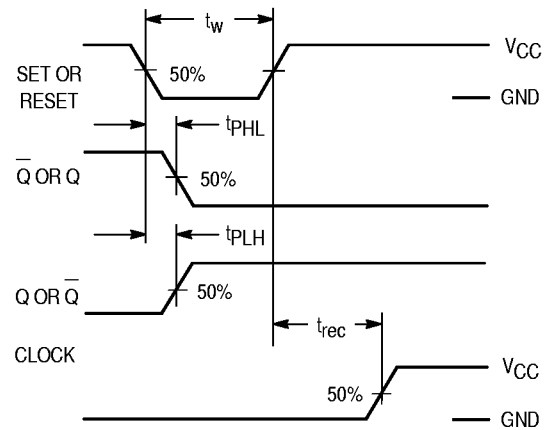 tw
VCC
50%
SET OR
RESET
GND
tPHL
Q̅ OR Q
50%
tPLH
Q OR Q̅
50%
trec
CLOCK
VCC
50%
GND